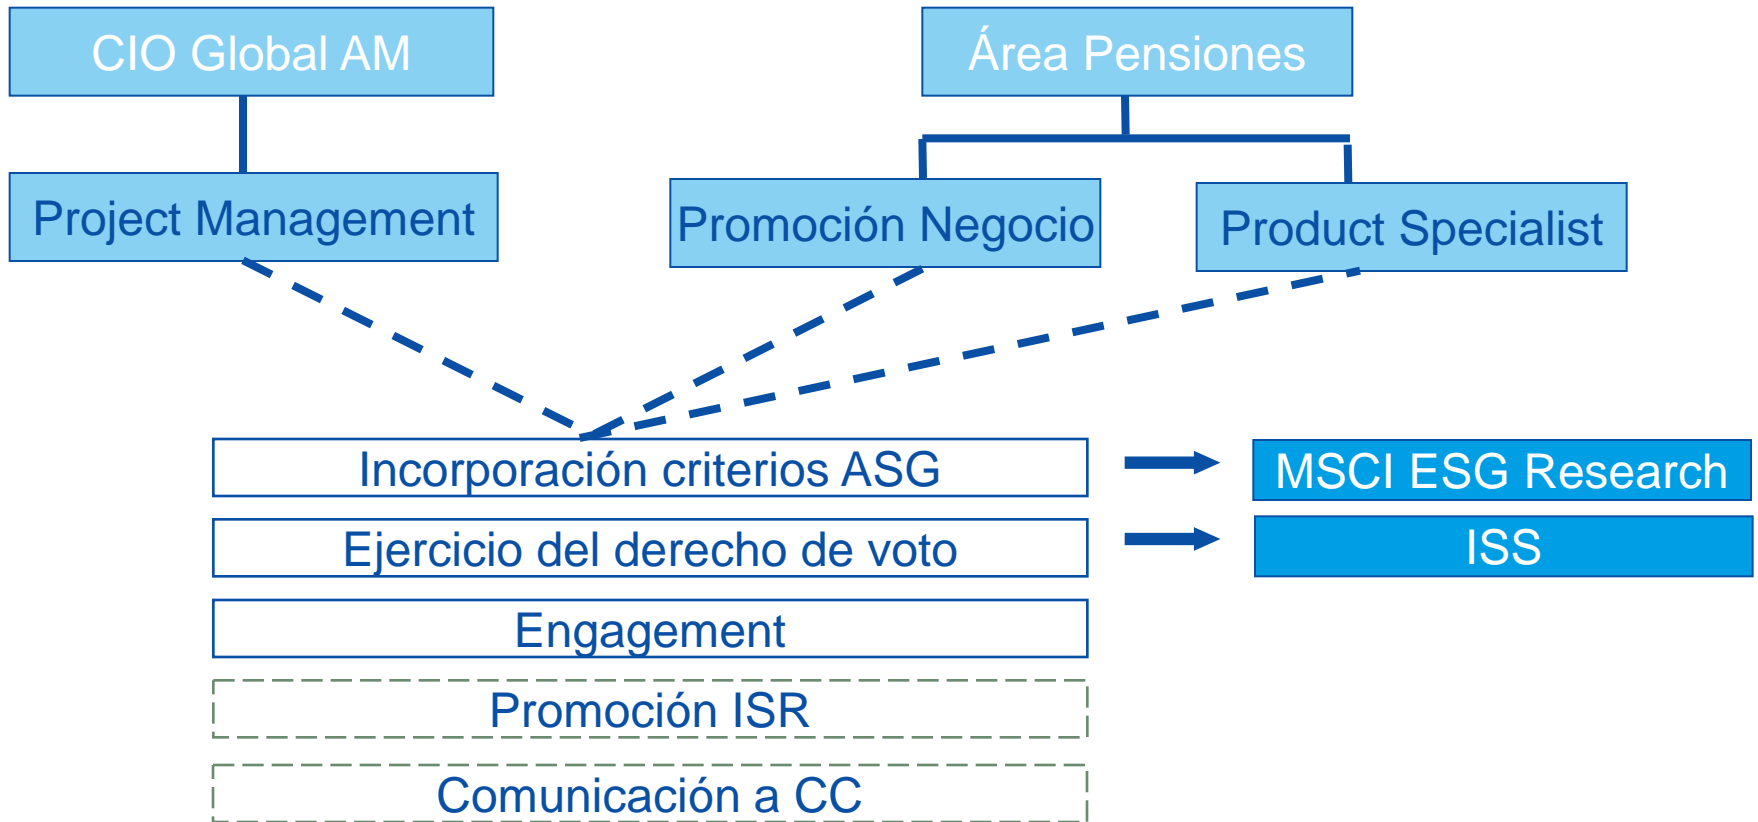 CIO Global AM
Área Pensiones
Project Management
Promoción Negocio
Product Specialist
Incorporación criterios ASG
MSCI ESG Research
Ejercicio del derecho de voto
ISS
Engagement
Promoción ISR
Comunicación a CC